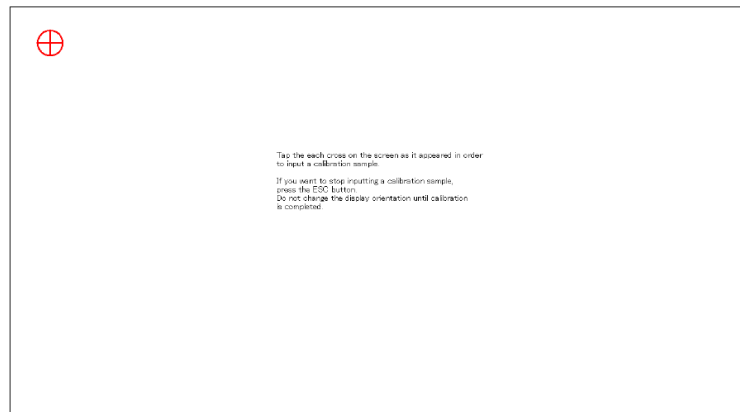 Tap the each cross on the screen as it appeared in order
to input a calibration sample.
If you want to stop inputting a calibration sample,
press the ESC button.
Do not change the display orientation until calibration
is completed.